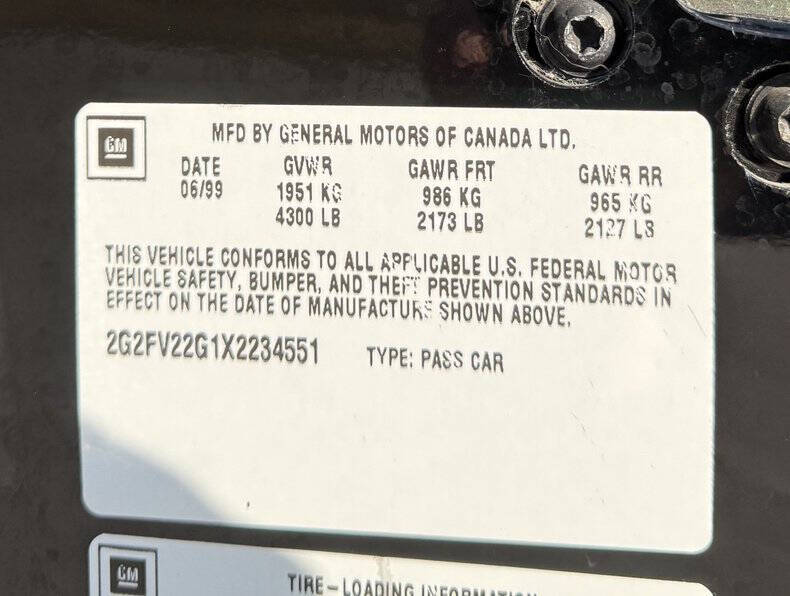 GM
MFD BY GENERAL MOTORS OF CANADA LTD.
DATE GVWR GAWR FRT GAWR RR
06/99 1951 KG 986 KG 965 KG
4300 LB 2173 LB 2127 LB
THIS VEHICLE CONFORMS TO ALL APPLICABLE U.S. FEDERAL MOTOR
VEHICLE SAFETY, BUMPER, AND THEFT PREVENTION STANDARDS IN
EFFECT ON THE DATE OF MANUFACTURE SHOWN ABOVE.
2G2FV22G1X2234551 TYPE: PASS CAR
GM
TIRE-LOADING INFORMATION